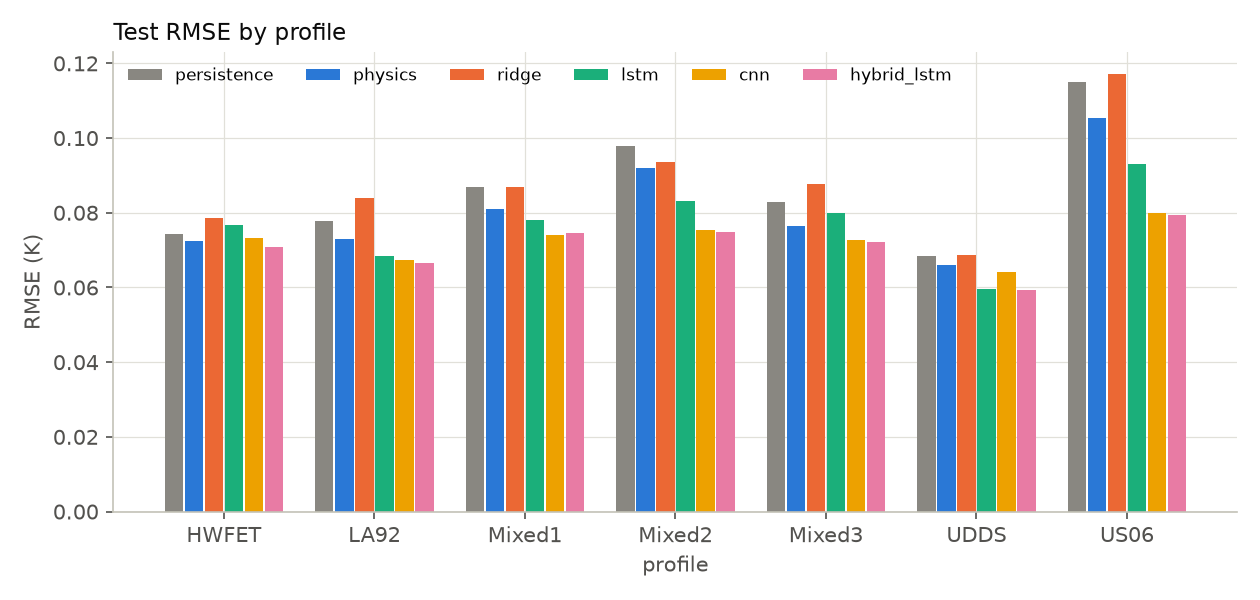 Test RMSE by profile
persistence physics ridge lstm cnn hybrid_lstm
0.12
0.10
0.08
0.06
0.04
0.02
0.00
RMSE (K)
HWFET LA92 Mixed1 Mixed2 Mixed3 UDDS US06
profile